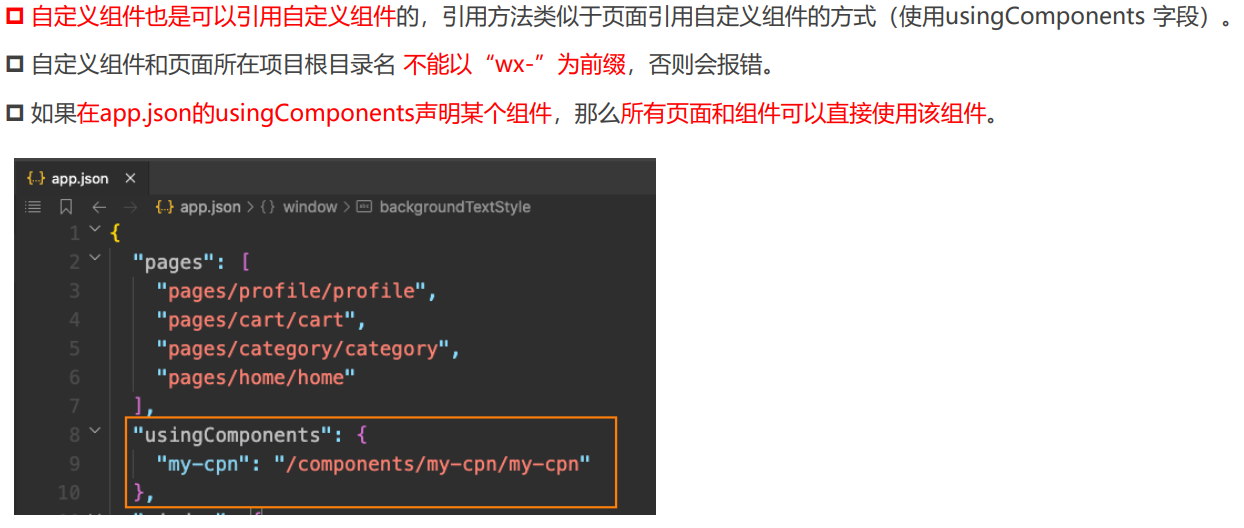 自定义组件也是可以引用自定义组件的，引用方法类似于页面引用自定义组件的方式（使用usingComponents 字段）。
自定义组件和页面所在项目根目录名 不能以“wx-”为前缀，否则会报错。
如果在app.json的usingComponents声明某个组件，那么所有页面和组件可以直接使用该组件。
{..} app.json ×
{..} app.json > {} window > abc backgroundTextStyle
1 {
2 "pages": [
3 "pages/profile/profile",
4 "pages/cart/cart",
5 "pages/category/category",
6 "pages/home/home"
7 ],
8 "usingComponents": {
9 "my-cpn": "/components/my-cpn/my-cpn"
10 },